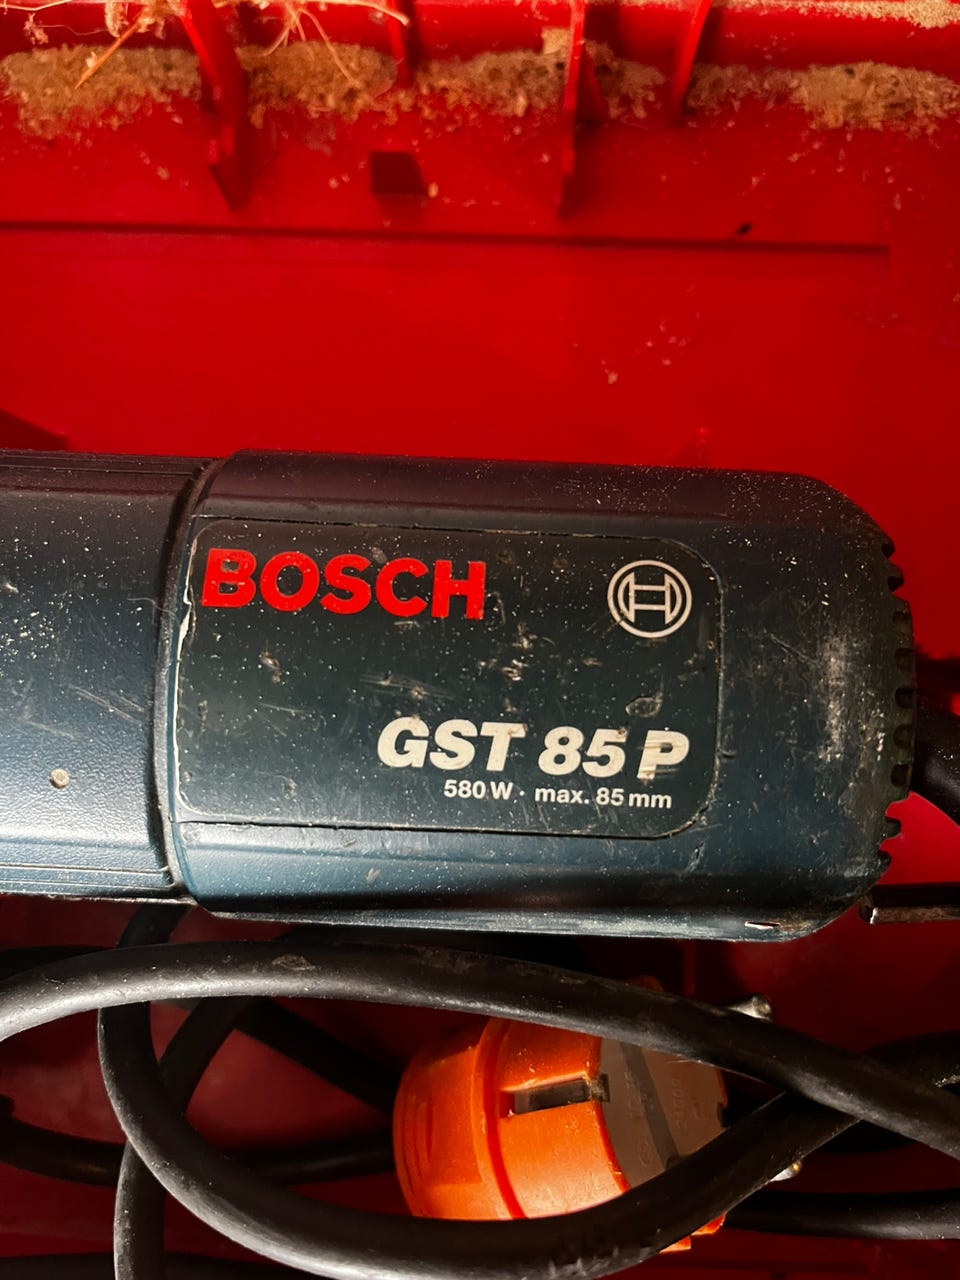 BOSCH
GST 85 P
580 W · max. 85 mm